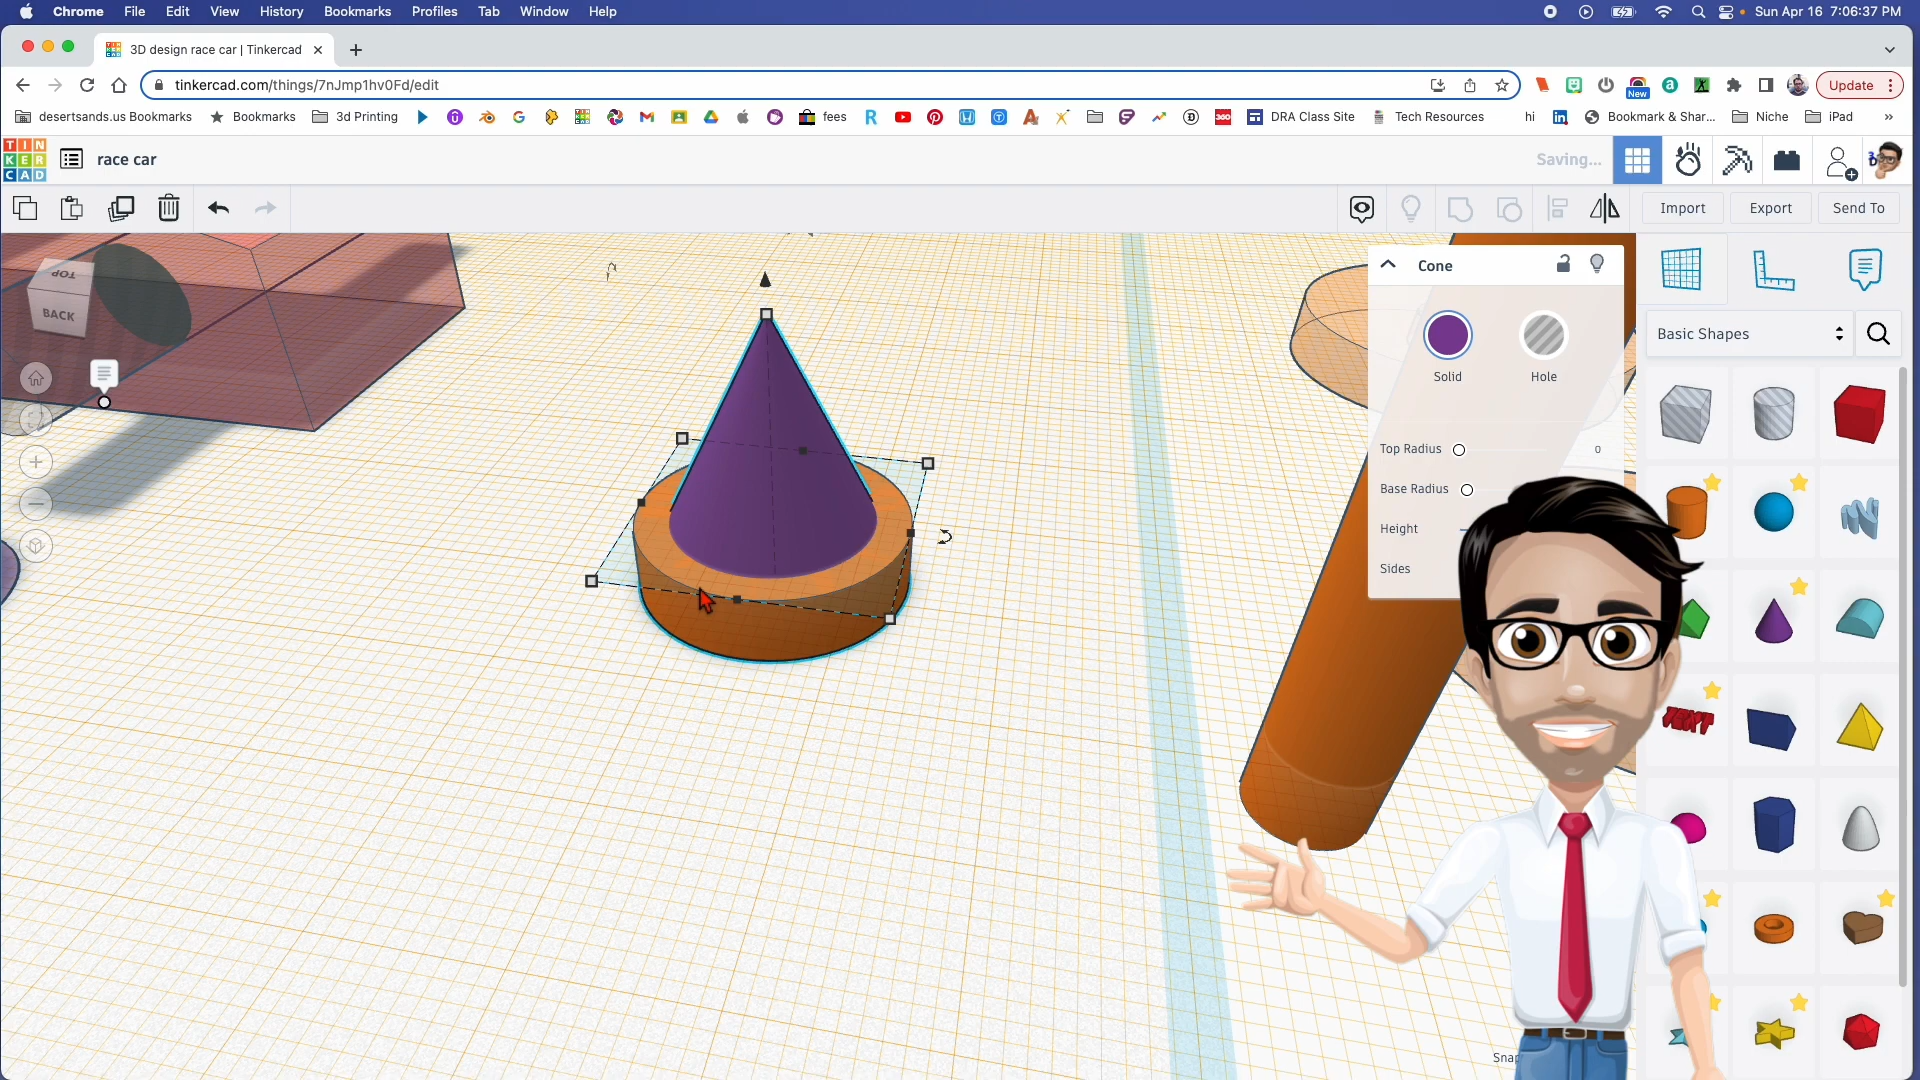 Chrome File Edit View History Bookmarks Profiles Tab Window Help
Sun Apr 16 7:06:37 PM
3D design race car | Tinkercad
tinkercad.com/things/7nJmp1hv0Fd/edit
New
Update
desertsands.us Bookmarks
Bookmarks
3d Printing
fees
DRA Class Site
Tech Resources
hi
Bookmark & Shar...
Niche
iPad
TIN
KER
CAD
race car
Saving...
Import
Export
Send To
TOP
BACK
Cone
Solid
Hole
Top Radius
0
Base Radius
Height
Sides
Basic Shapes
TEXT
Snap